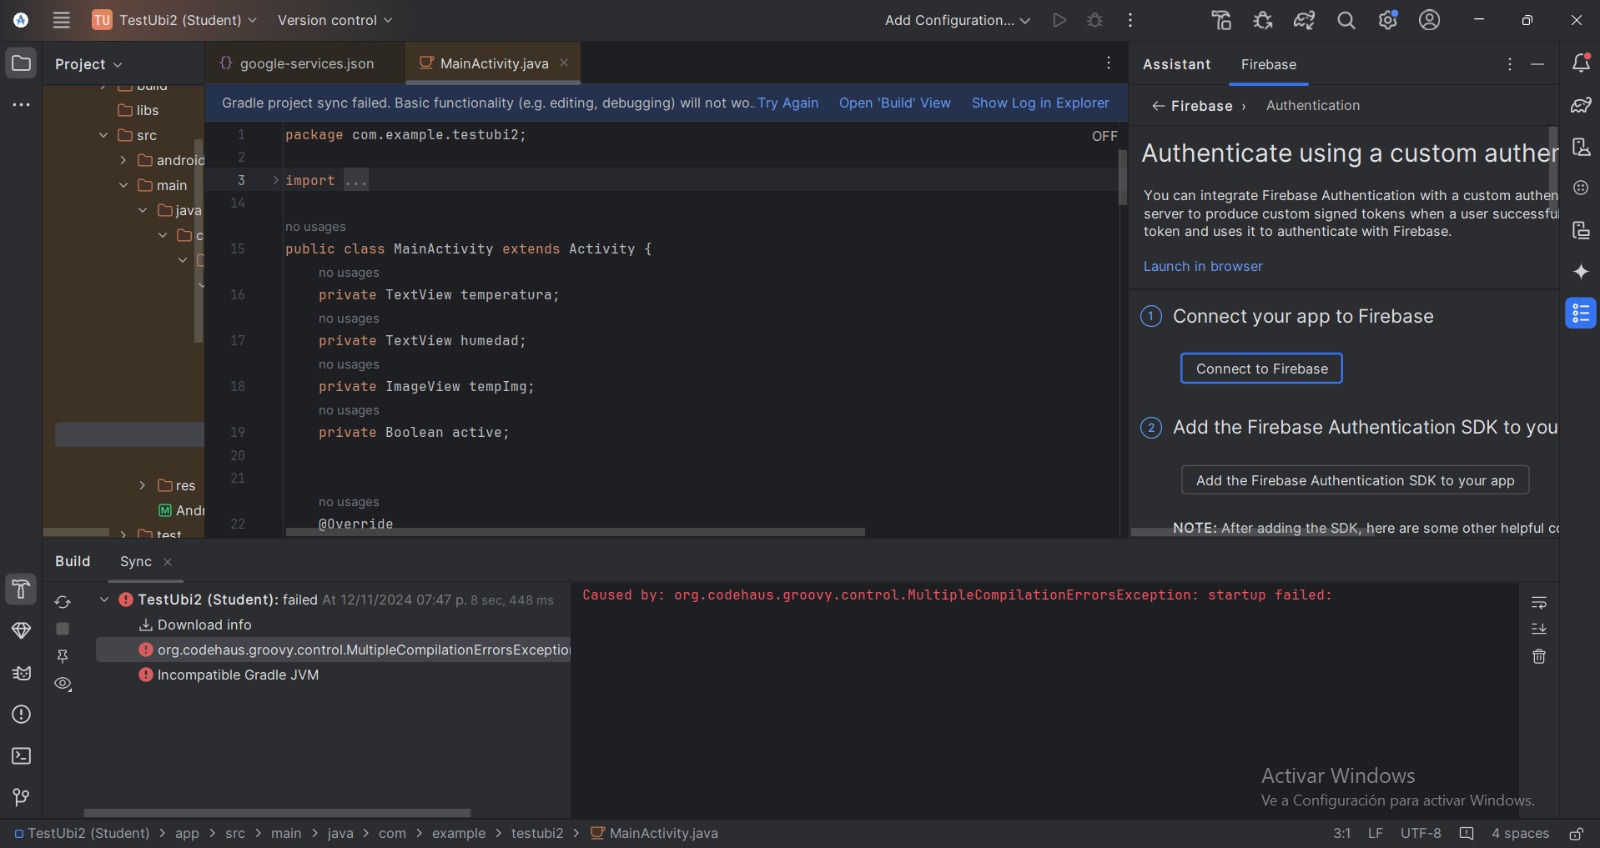 TU TestUbi2 (Student) Version control Add Configuration...
Project
google-services.json MainActivity.java
Assistant Firebase
build
libs
src
android
main
java
c
res
M Andr
test
Gradle project sync failed. Basic functionality (e.g. editing, debugging) will not wo.. Try Again Open 'Build' View Show Log in Explorer
OFF
1 package com.example.testubi2;
2
3 import ...
14
no usages
15 public class MainActivity extends Activity {
no usages
16 private TextView temperatura;
no usages
17 private TextView humedad;
no usages
18 private ImageView tempImg;
no usages
19 private Boolean active;
20
21
no usages
22 @Override
← Firebase › Authentication
Authenticate using a custom auther
You can integrate Firebase Authentication with a custom authen
server to produce custom signed tokens when a user successfu
token and uses it to authenticate with Firebase.
Launch in browser
1 Connect your app to Firebase
Connect to Firebase
2 Add the Firebase Authentication SDK to you
Add the Firebase Authentication SDK to your app
NOTE: After adding the SDK, here are some other helpful co
Build Sync
TestUbi2 (Student): failed At 12/11/2024 07:47 p. 8 sec, 448 ms
Download info
org.codehaus.groovy.control.MultipleCompilationErrorsExceptio
Incompatible Gradle JVM
Caused by: org.codehaus.groovy.control.MultipleCompilationErrorsException: startup failed:
Activar Windows
Ve a Configuración para activar Windows.
TestUbi2 (Student) > app > src > main > java > com > example > testubi2 > MainActivity.java
3:1 LF UTF-8 4 spaces